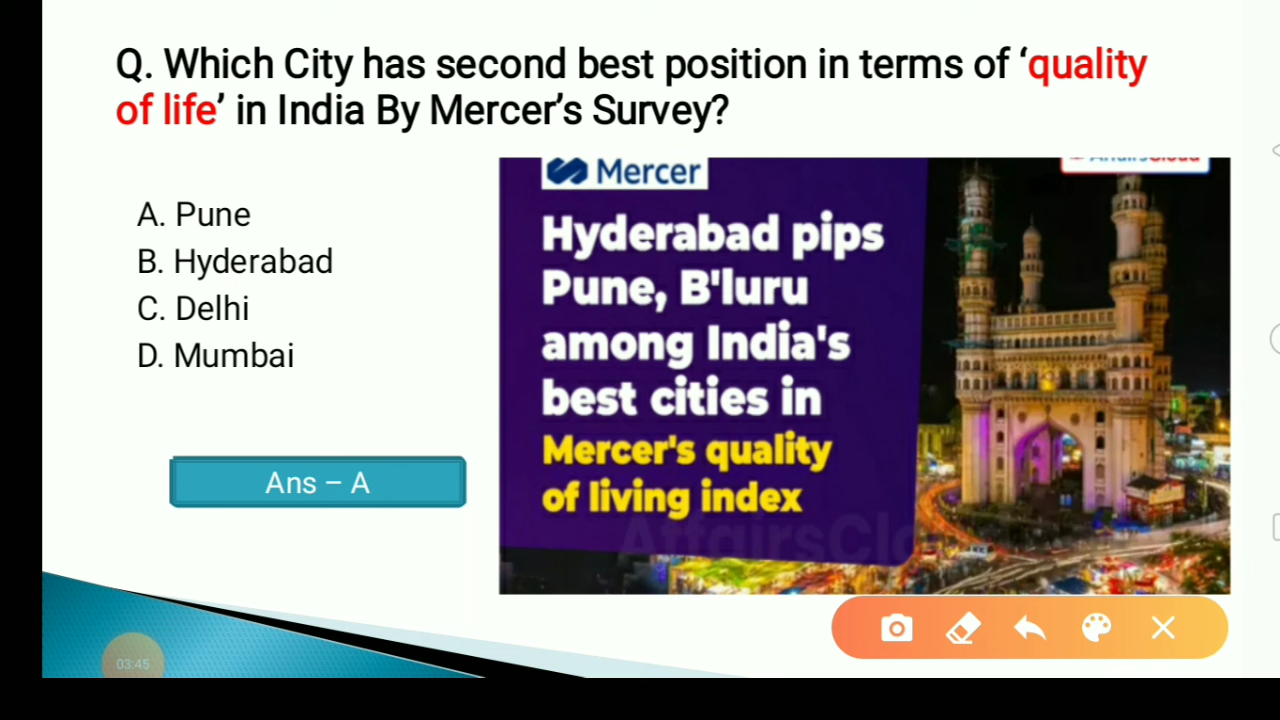 Q. Which City has second best position in terms of ‘quality
of life’ in India By Mercer’s Survey?
A. Pune
B. Hyderabad
C. Delhi
D. Mumbai
Ans – A
Mercer
AffairsCloud
Hyderabad pips
Pune, B'luru
among India's
best cities in
Mercer's quality
of living index
AffairsClo
03:45